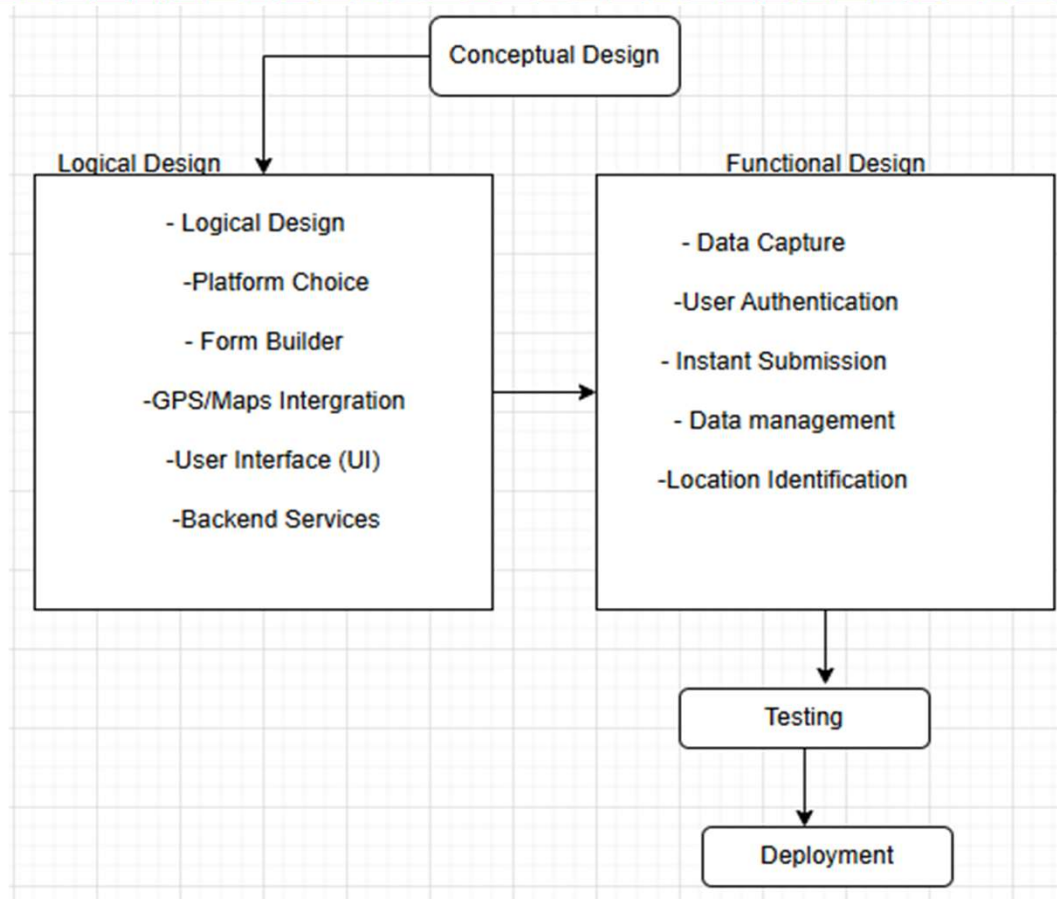 Conceptual Design
Logical Design
- Logical Design
-Platform Choice
- Form Builder
-GPS/Maps Intergration
-User Interface (UI)
-Backend Services
Functional Design
- Data Capture
-User Authentication
- Instant Submission
- Data management
-Location Identification
Testing
Deployment